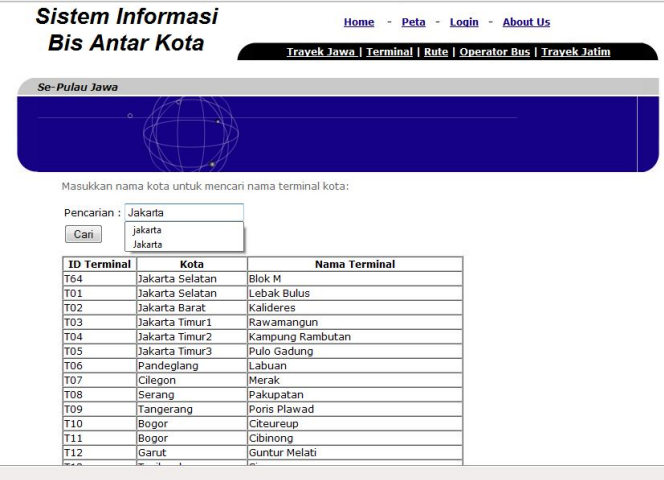 Sistem Informasi
Bis Antar Kota
Home - Peta - Login - About Us
Trayek Jawa | Terminal | Rute | Operator Bus | Trayek Jatim
Se-Pulau Jawa
Masukkan nama kota untuk mencari nama terminal kota:
Pencarian : Jakarta
jakarta
Jakarta
Cari
ID Terminal Kota Nama Terminal
T64 Jakarta Selatan Blok M
T01 Jakarta Selatan Lebak Bulus
T02 Jakarta Barat Kalideres
T03 Jakarta Timur1 Rawamangun
T04 Jakarta Timur2 Kampung Rambutan
T05 Jakarta Timur3 Pulo Gadung
T06 Pandeglang Labuan
T07 Cilegon Merak
T08 Serang Pakupatan
T09 Tangerang Poris Plawad
T10 Bogor Citeureup
T11 Bogor Cibinong
T12 Garut Guntur Melati